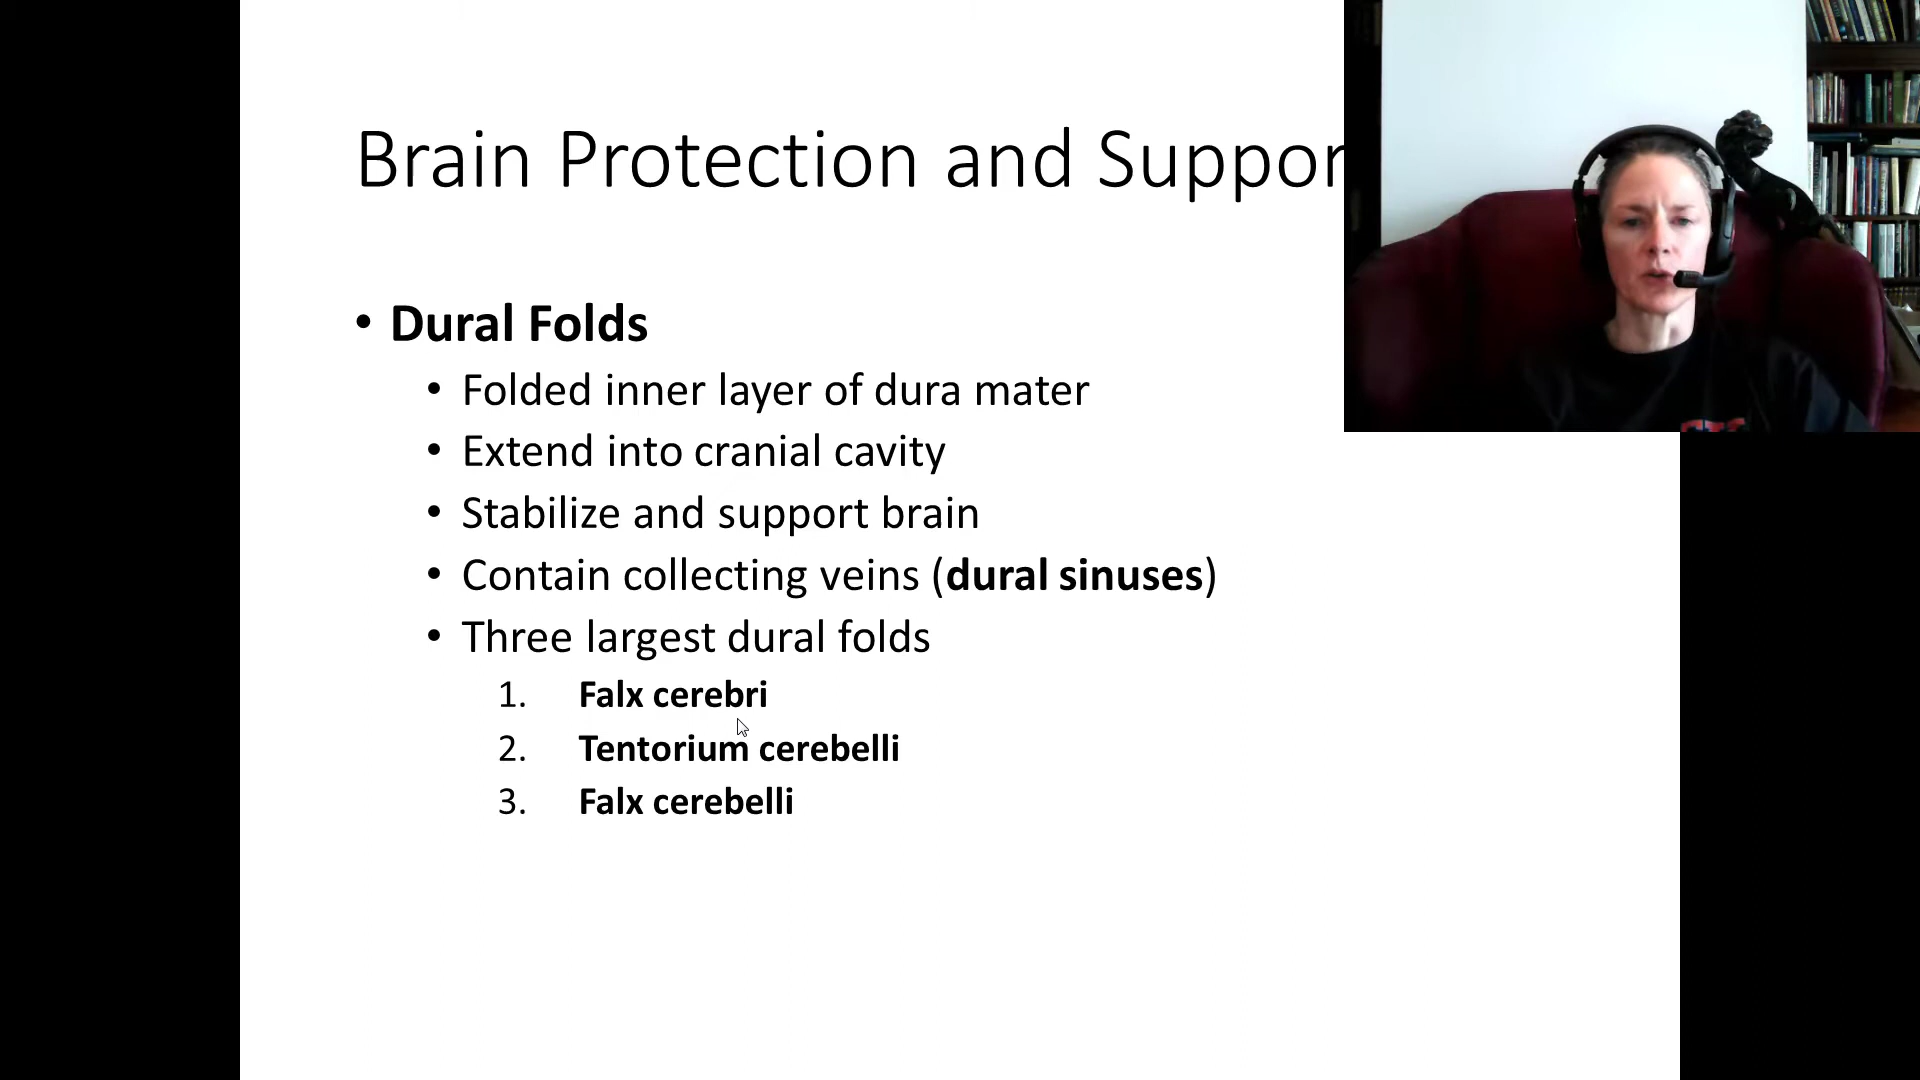 Brain Protection and Suppor
• Dural Folds
• Folded inner layer of dura mater
• Extend into cranial cavity
• Stabilize and support brain
• Contain collecting veins (dural sinuses)
• Three largest dural folds
1. Falx cerebri
2. Tentorium cerebelli
3. Falx cerebelli